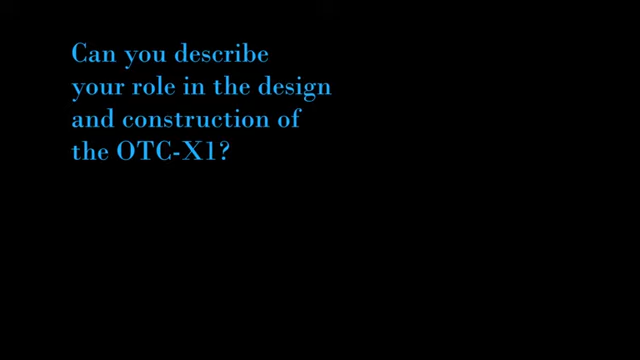 Can you describe
your role in the design
and construction of
the OTC-X1?